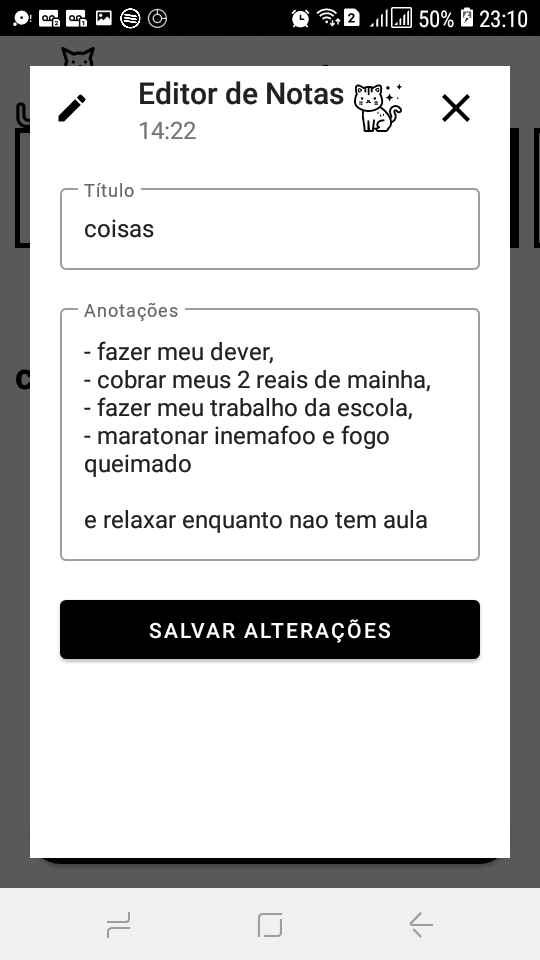 2 50% 23:10
Editor de Notas
14:22
Título
coisas
Anotações
- fazer meu dever,
- cobrar meus 2 reais de mainha,
- fazer meu trabalho da escola,
- maratonar inemafoo e fogo
queimado
e relaxar enquanto nao tem aula
SALVAR ALTERAÇÕES